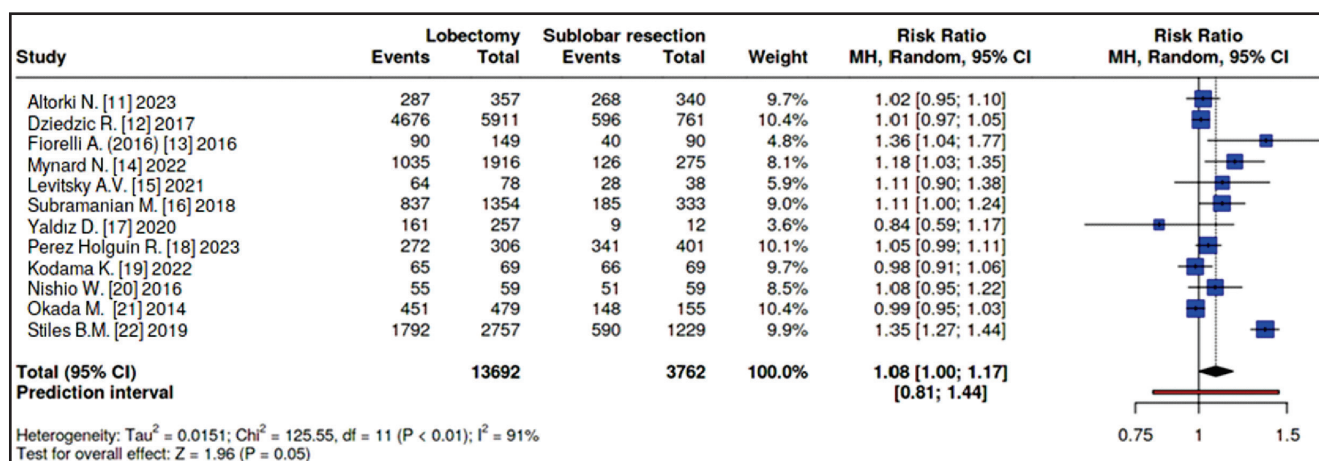 Lobectomy Sublobar resection Risk Ratio Risk Ratio
Study Events Total Events Total Weight MH, Random, 95% CI MH, Random, 95% CI
Altorki N. [11] 2023 287 357 268 340 9.7% 1.02 [0.95; 1.10]
Dziedzic R. [12] 2017 4676 5911 596 761 10.4% 1.01 [0.97; 1.05]
Fiorelli A. (2016) [13] 2016 90 149 40 90 4.8% 1.36 [1.04; 1.77]
Mynard N. [14] 2022 1035 1916 126 275 8.1% 1.18 [1.03; 1.35]
Levitsky A.V. [15] 2021 64 78 28 38 5.9% 1.11 [0.90; 1.38]
Subramanian M. [16] 2018 837 1354 185 333 9.0% 1.11 [1.00; 1.24]
Yaldız D. [17] 2020 161 257 9 12 3.6% 0.84 [0.59; 1.17]
Perez Holguin R. [18] 2023 272 306 341 401 10.1% 1.05 [0.99; 1.11]
Kodama K. [19] 2022 65 69 66 69 9.7% 0.98 [0.91; 1.06]
Nishio W. [20] 2016 55 59 51 59 8.5% 1.08 [0.95; 1.22]
Okada M. [21] 2014 451 479 148 155 10.4% 0.99 [0.95; 1.03]
Stiles B.M. [22] 2019 1792 2757 590 1229 9.9% 1.35 [1.27; 1.44]
Total (95% CI) 13692 3762 100.0% 1.08 [1.00; 1.17]
Prediction interval [0.81; 1.44]
Heterogeneity: Tau² = 0.0151; Chi² = 125.55, df = 11 (P < 0.01); I² = 91%
Test for overall effect: Z = 1.96 (P = 0.05)
0.75 1 1.5